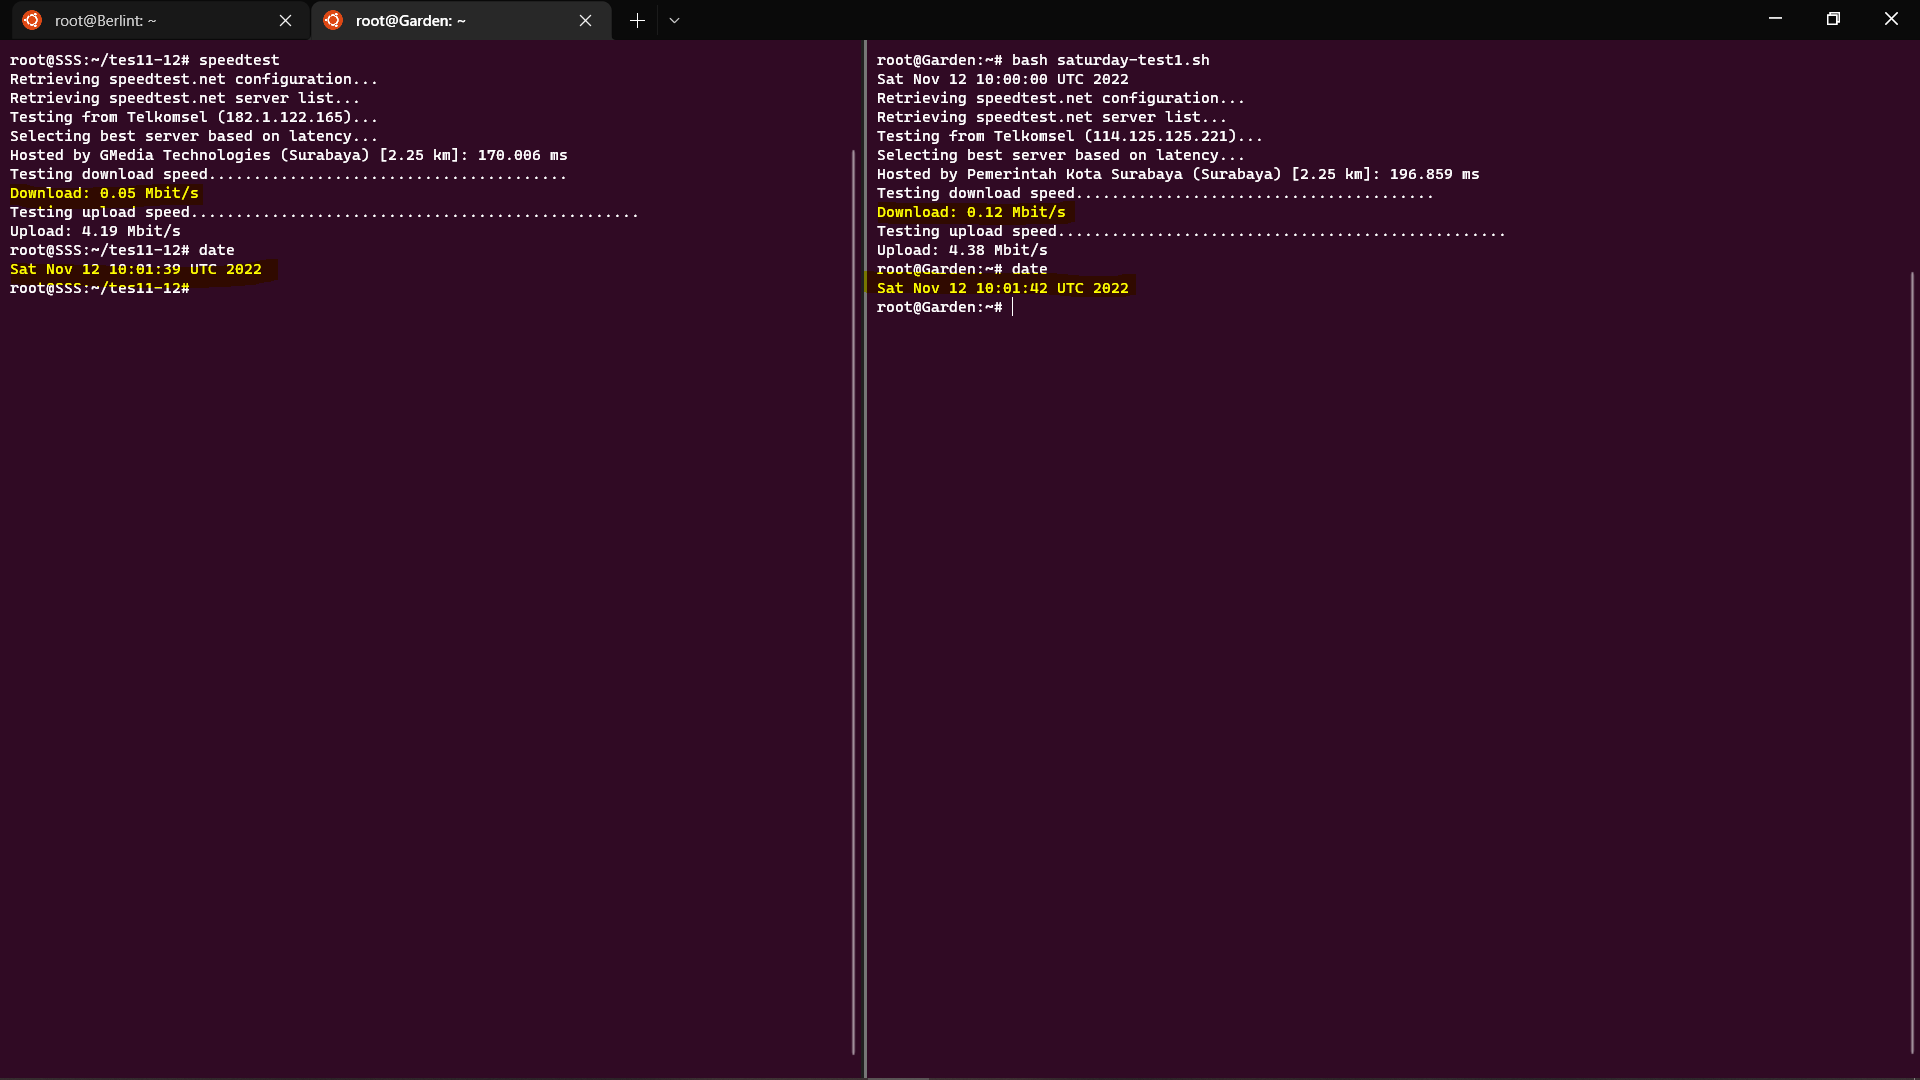 root@Berlint: ~
root@Garden: ~
root@SSS:~/tes11-12# speedtest
Retrieving speedtest.net configuration...
Retrieving speedtest.net server list...
Testing from Telkomsel (182.1.122.165)...
Selecting best server based on latency...
Hosted by GMedia Technologies (Surabaya) [2.25 km]: 170.006 ms
Testing download speed........................................
Download: 0.05 Mbit/s
Testing upload speed..................................................
Upload: 4.19 Mbit/s
root@SSS:~/tes11-12# date
Sat Nov 12 10:01:39 UTC 2022
root@SSS:~/tes11-12#
root@Garden:~# bash saturday-test1.sh
Sat Nov 12 10:00:00 UTC 2022
Retrieving speedtest.net configuration...
Retrieving speedtest.net server list...
Testing from Telkomsel (114.125.125.221)...
Selecting best server based on latency...
Hosted by Pemerintah Kota Surabaya (Surabaya) [2.25 km]: 196.859 ms
Testing download speed........................................
Download: 0.12 Mbit/s
Testing upload speed..................................................
Upload: 4.38 Mbit/s
root@Garden:~# date
Sat Nov 12 10:01:42 UTC 2022
root@Garden:~#